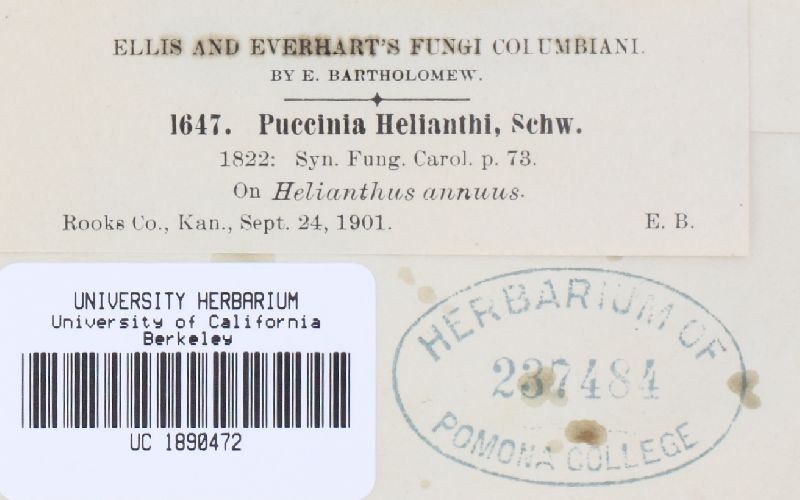 ELLIS AND EVERHART'S FUNGI COLUMBIANI.
BY E. BARTHOLOMEW.
1647. Puccinia Helianthi, Schw.
1822: Syn. Fung. Carol. p. 73.
On Helianthus annuus.
Rooks Co., Kan., Sept. 24, 1901. E. B.
UNIVERSITY HERBARIUM
University of California
Berkeley
UC 1890472
HERBARIUM OF
237484
POMONA COLLEGE